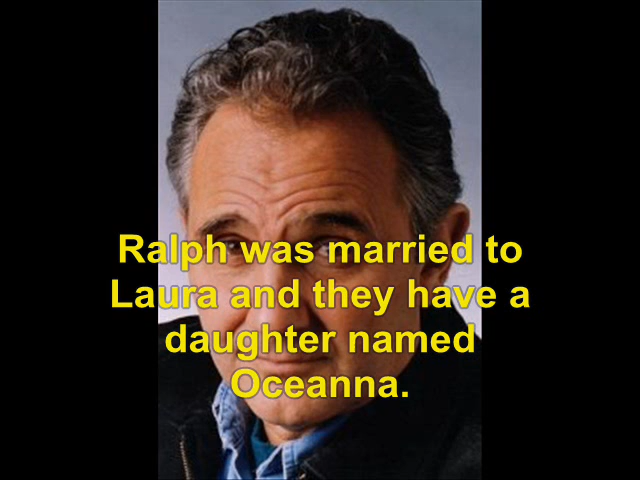 Ralph was married to
Laura and they have a
daughter named
Oceanna.